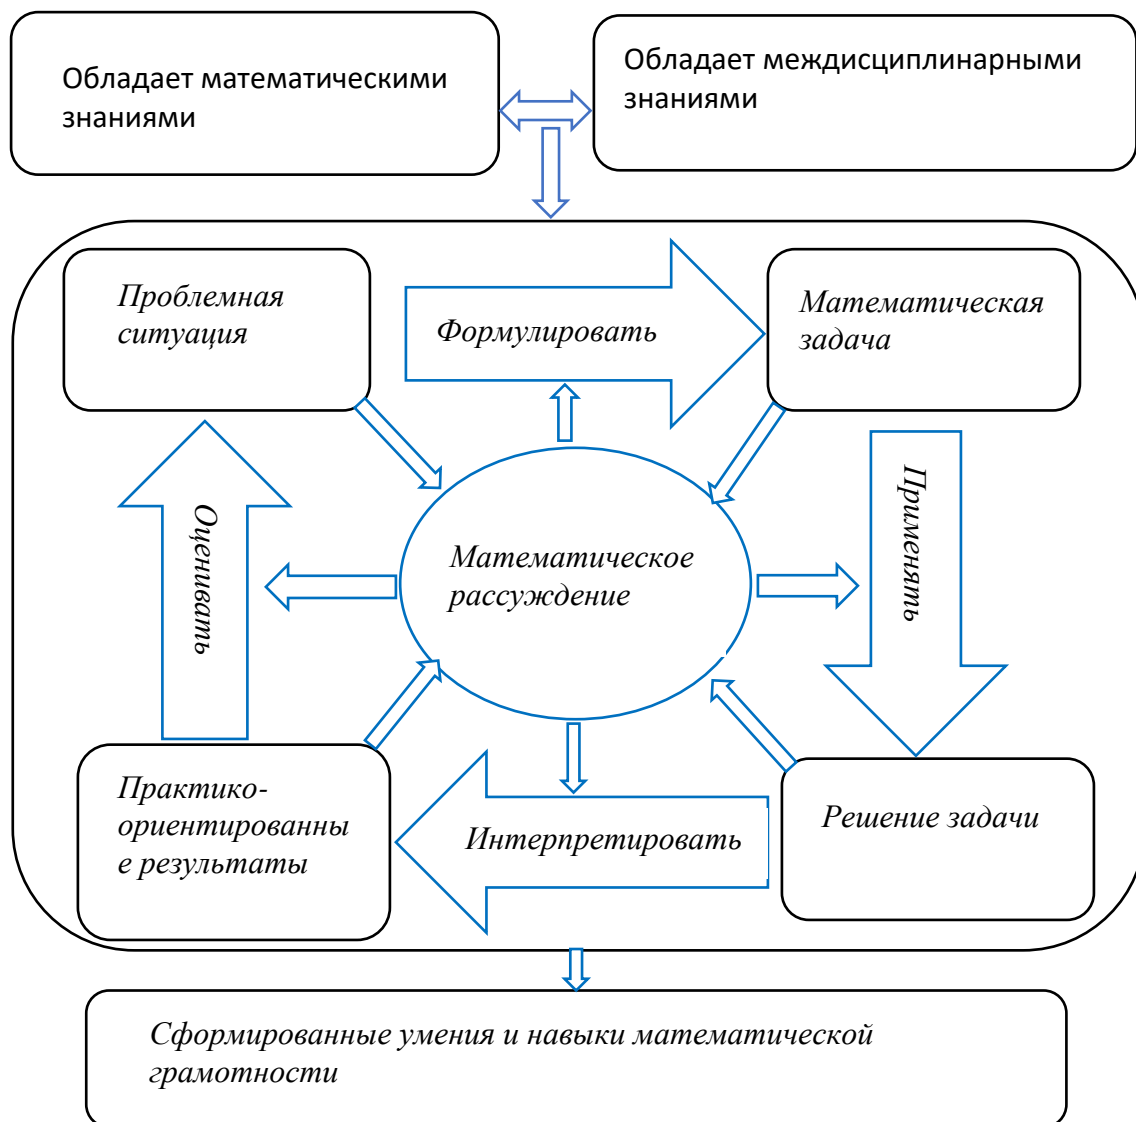 Обладает математическими
знаниями
Обладает междисциплинарными
знаниями
Проблемная
ситуация
Формулировать
Математическая
задача
Оценивать
Математическое
рассуждение
Применять
Практико-
ориентированны
е результаты
Интерпретировать
Решение задачи
Сформированные умения и навыки математической
грамотности